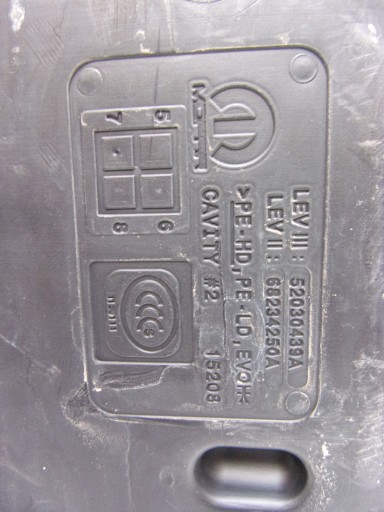 MOPAR
LEV III: 52030439A
LEV II: 68234250A
>PE-HD, PE-LD, EVOH<
CAVITY #2 15208
5 6
7 8
CCC S